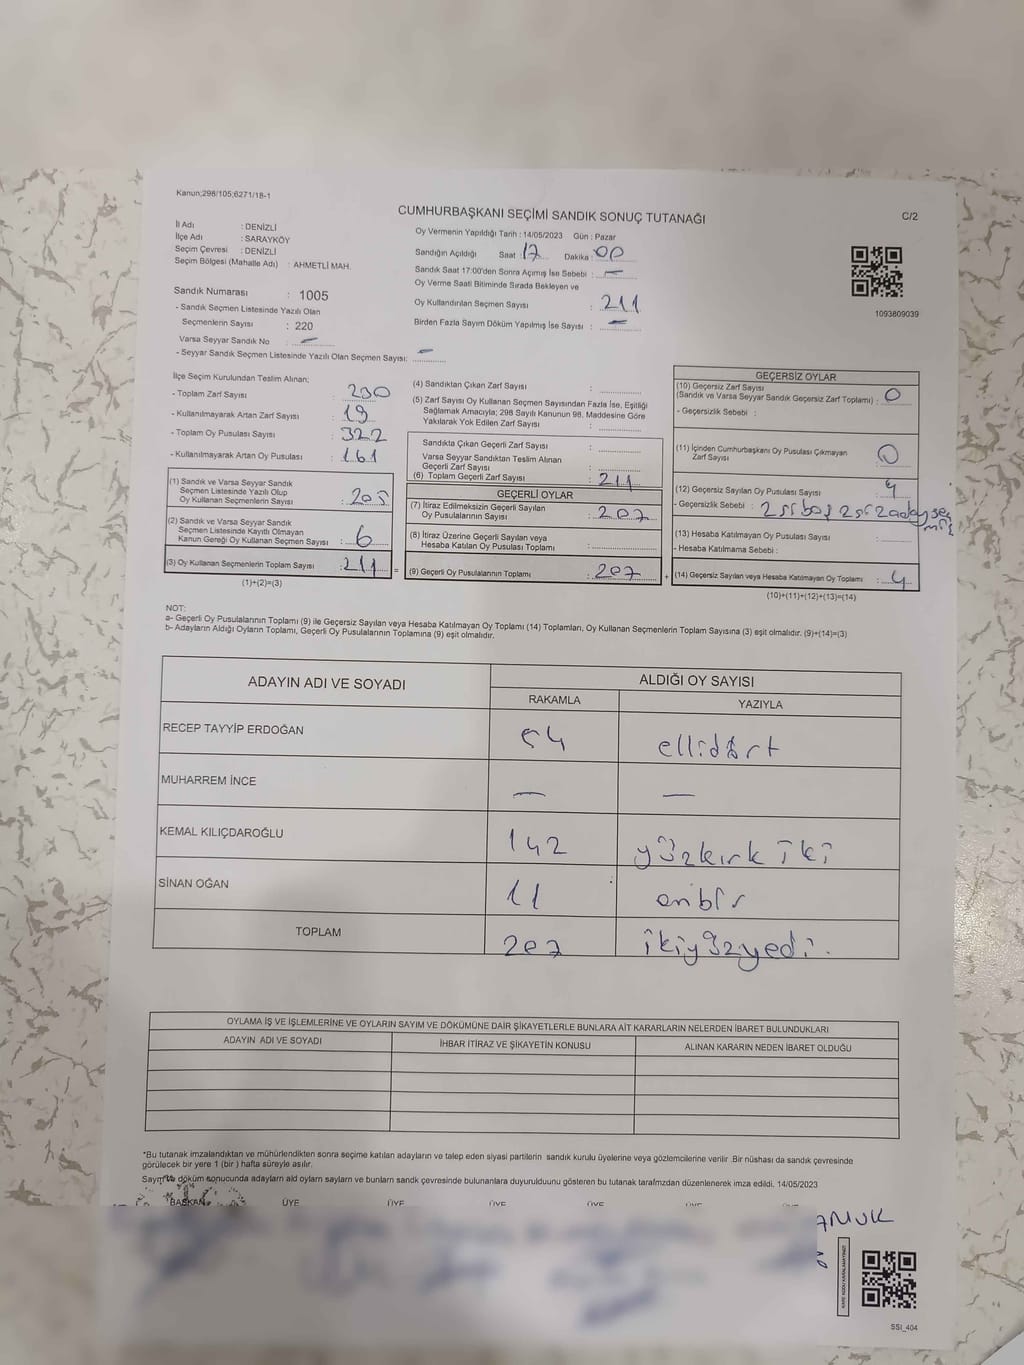 Kanun;298/105;6271/18-1
CUMHURBAŞKANI SEÇİMİ SANDIK SONUÇ TUTANAĞI
C/2
İl Adı : DENİZLİ
İlçe Adı : SARAYKÖY
Seçim Çevresi : DENİZLİ
Seçim Bölgesi (Mahalle Adı) : AHMETLİ MAH.
Sandık Numarası : 1005
- Sandık Seçmen Listesinde Yazılı Olan
Seçmenlerin Sayısı : 220
Varsa Seyyar Sandık No : —
- Seyyar Sandık Seçmen Listesinde Yazılı Olan Seçmen Sayısı: —
Oy Vermenin Yapıldığı Tarih : 14/05/2023 Gün : Pazar
Sandığın Açıldığı Saat : 17 Dakika : 00
Sandık Saat 17:00'den Sonra Açımış İse Sebebi : —
Oy Verme Saati Bitiminde Sırada Bekleyen ve
Oy Kullandırılan Seçmen Sayısı : 211
Birden Fazla Sayım Döküm Yapılmış İse Sayısı : —
1093809039
İlçe Seçim Kurulundan Teslim Alınan;
- Toplam Zarf Sayısı : 230
- Kullanılmayarak Artan Zarf Sayısı : 19
- Toplam Oy Pusulası Sayısı : 322
- Kullanılmayarak Artan Oy Pusulası : 161
(1) Sandık ve Varsa Seyyar Sandık
Seçmen Listesinde Yazılı Olup
Oy Kullanan Seçmenlerin Sayısı : 205
(2) Sandık ve Varsa Seyyar Sandık
Seçmen Listesinde Kayıtlı Olmayan
Kanun Gereği Oy Kullanan Seçmen Sayısı : 6
(3) Oy Kullanan Seçmenlerin Toplam Sayısı : 211
(1)+(2)=(3)
(4) Sandıktan Çıkan Zarf Sayısı :
(5) Zarf Sayısı Oy Kullanan Seçmen Sayısından Fazla İse, Eşitliği
Sağlamak Amacıyla; 298 Sayılı Kanunun 98. Maddesine Göre
Yakılarak Yok Edilen Zarf Sayısı :
Sandıkta Çıkan Geçerli Zarf Sayısı :
Varsa Seyyar Sandıktan Teslim Alınan
Geçerli Zarf Sayısı :
(6) Toplam Geçerli Zarf Sayısı : 211
GEÇERLİ OYLAR
(7) İtiraz Edilmeksizin Geçerli Sayılan
Oy Pusulalarının Sayısı : 207
(8) İtiraz Üzerine Geçerli Sayılan veya
Hesaba Katılan Oy Pusulası Toplamı :
= (9) Geçerli Oy Pusulalarının Toplamı : 207
GEÇERSİZ OYLAR
(10) Geçersiz Zarf Sayısı
(Sandık ve Varsa Seyyar Sandık Geçersiz Zarf Toplamı) : 0
- Geçersizlik Sebebi :
(11) İçinden Cumhurbaşkanı Oy Pusulası Çıkmayan
Zarf Sayısı : 0
(12) Geçersiz Sayılan Oy Pusulası Sayısı : 4
- Geçersizlik Sebebi : 2si boş 2si 2 aday seç
miş
(13) Hesaba Katılmayan Oy Pusulası Sayısı :
- Hesaba Katılmama Sebebi :
+ (14) Geçersiz Sayılan veya Hesaba Katılmayan Oy Toplamı : 4
(10)+(11)+(12)+(13)=(14)
NOT:
a- Geçerli Oy Pusulalarının Toplamı (9) ile Geçersiz Sayılan veya Hesaba Katılmayan Oy Toplamı (14) Toplamları, Oy Kullanan Seçmenlerin Toplam Sayısına (3) eşit olmalıdır. (9)+(14)=(3)
b- Adayların Aldığı Oyların Toplamı, Geçerli Oy Pusulalarının Toplamına (9) eşit olmalıdır.
ADAYIN ADI VE SOYADI
ALDIĞI OY SAYISI
RAKAMLA YAZIYLA
RECEP TAYYİP ERDOĞAN 54 ellidört
MUHARREM İNCE — —
KEMAL KILIÇDAROĞLU 142 yüzkırk iki
SİNAN OĞAN 11 onbir
TOPLAM 207 ikiyüzyedi.
OYLAMA İŞ VE İŞLEMLERİNE VE OYLARIN SAYIM VE DÖKÜMÜNE DAİR ŞİKAYETLERLE BUNLARA AİT KARARLARIN NELERDEN İBARET BULUNDUKLARI
ADAYIN ADI VE SOYADI İHBAR İTİRAZ VE ŞİKAYETİN KONUSU ALINAN KARARIN NEDEN İBARET OLDUĞU
*Bu tutanak imzalandıktan ve mühürlendikten sonra seçime katılan adayların ve talep eden siyasi partilerin sandık kurulu üyelerine veya gözlemcilerine verilir .Bir nüshası da sandık çevresinde
görülecek bir yere 1 (bir ) hafta süreyle asılır.
döküm sonucunda adayların aldı oyların sayları ve bunların sandık çevresinde bulunanlara duyurulduunu gösteren bu tutanak tarafımızdan düzenlenerek imza edildi. 14/05/2023
BAŞKAN ÜYE ÜYE ÜYE ÜYE ÜYE ÜYE
AMUK
SSI_404